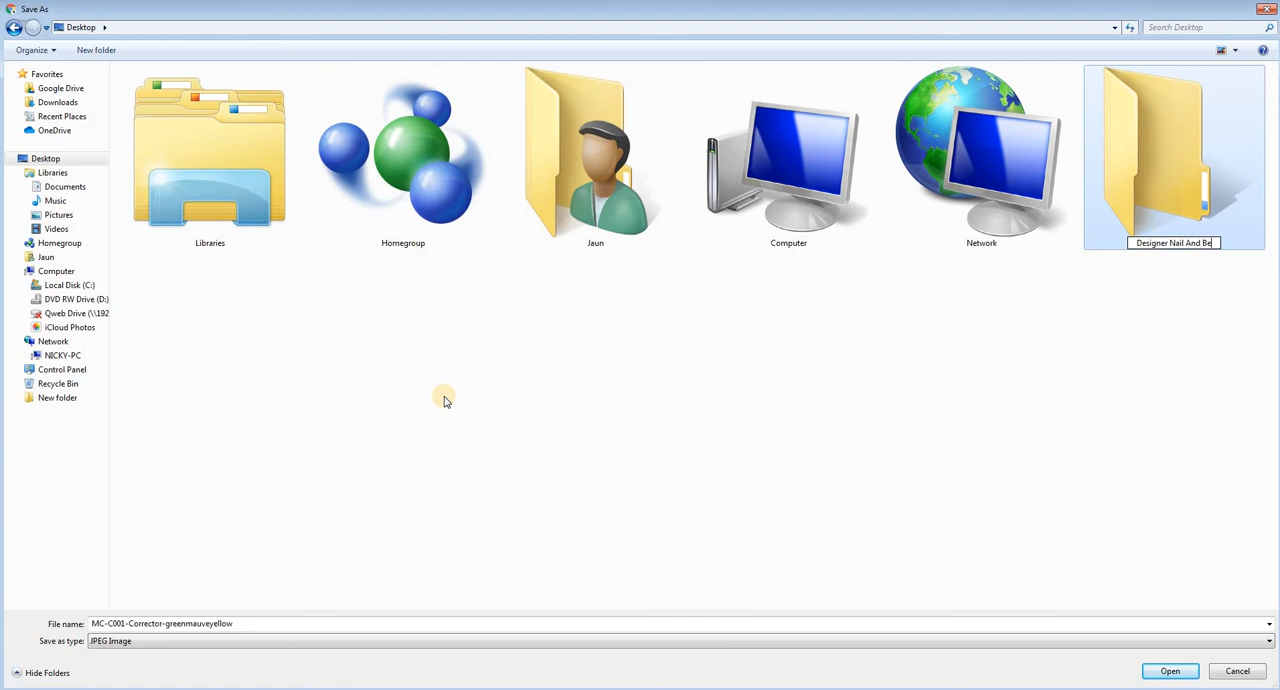 Save As
Desktop
Search Desktop
Organize
New folder
Favorites
Google Drive
Downloads
Recent Places
OneDrive
Desktop
Libraries
Documents
Music
Pictures
Videos
Homegroup
Jaun
Computer
Local Disk (C:)
DVD RW Drive (D:)
Qweb Drive (\\192
iCloud Photos
Network
NICKY-PC
Control Panel
Recycle Bin
New folder
Libraries
Homegroup
Jaun
Computer
Network
Designer Nail And Be
File name: MC-C001-Corrector-greenmauveyellow
Save as type: JPEG Image
Hide Folders
Open
Cancel